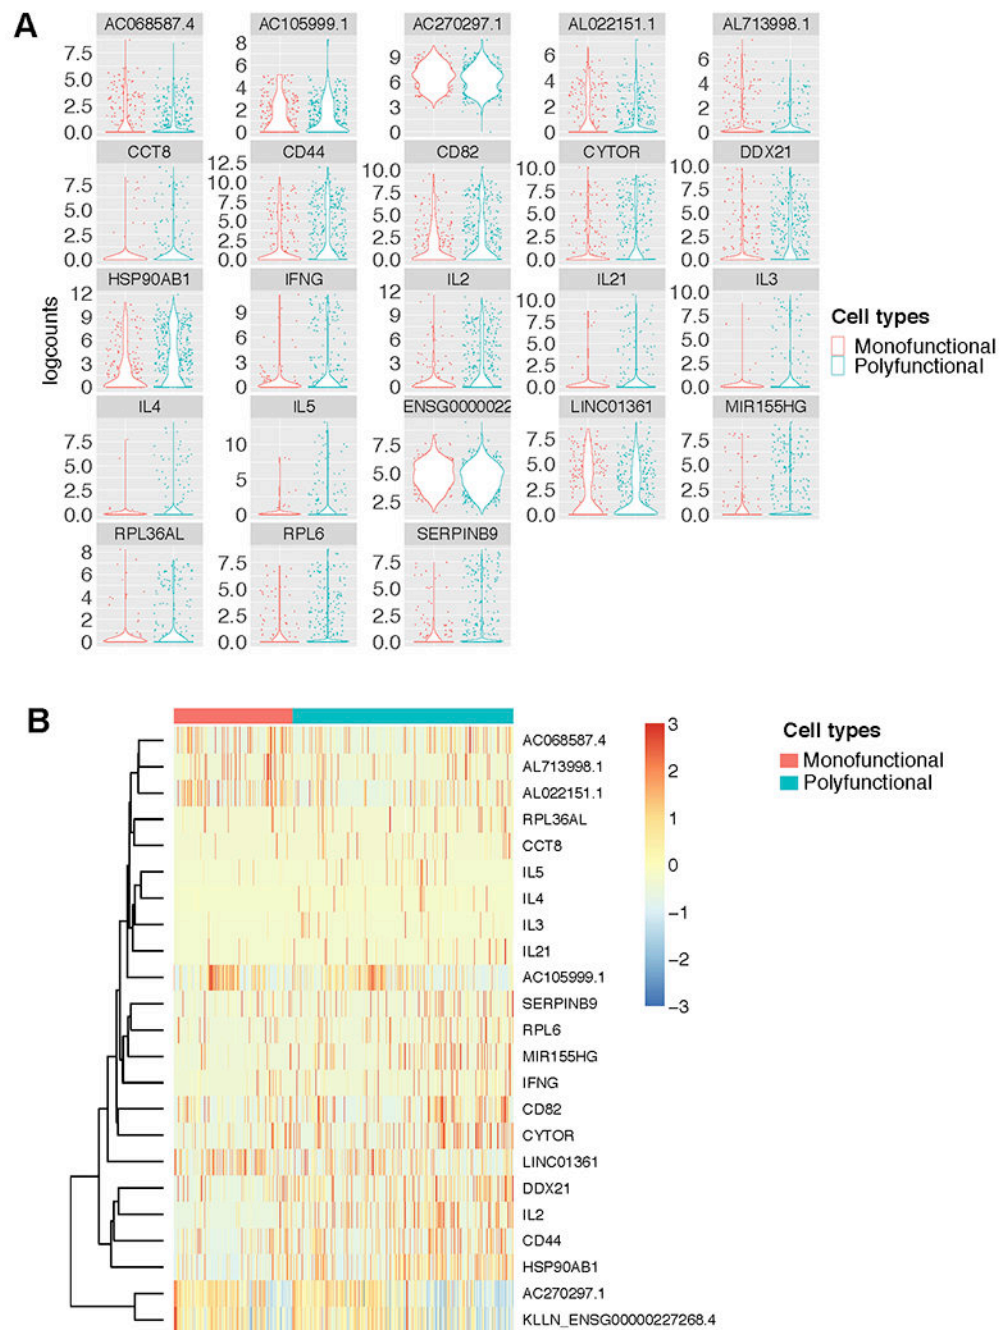 A
AC068587.4 AC105999.1 AC270297.1 AL022151.1 AL713998.1
7.5 5.0 2.5 0.0
8 6 4 2 0
9 6 3 0
6 4 2 0
6 4 2 0
CCT8 CD44 CD82 CYTOR DDX21
7.5 5.0 2.5 0.0
12.5 10.0 7.5 5.0 2.5 0.0
10.0 7.5 5.0 2.5 0.0
10.0 7.5 5.0 2.5 0.0
10.0 7.5 5.0 2.5 0.0
HSP90AB1 IFNG IL2 IL21 IL3
12 9 6 3 0
9 6 3 0
12 9 6 3 0
10.0 7.5 5.0 2.5 0.0
10.0 7.5 5.0 2.5 0.0
logcounts
Cell types
Monofunctional
Polyfunctional
IL4 IL5 ENSG0000022 LINC01361 MIR155HG
7.5 5.0 2.5 0.0
10 5 0
7.5 5.0 2.5
7.5 5.0 2.5 0.0
7.5 5.0 2.5 0.0
RPL36AL RPL6 SERPINB9
8 6 4 2 0
7.5 5.0 2.5 0.0
7.5 5.0 2.5 0.0
B
AC068587.4
AL713998.1
AL022151.1
RPL36AL
CCT8
IL5
IL4
IL3
IL21
AC105999.1
SERPINB9
RPL6
MIR155HG
IFNG
CD82
CYTOR
LINC01361
DDX21
IL2
CD44
HSP90AB1
AC270297.1
KLLN_ENSG00000227268.4
3
2
1
0
−1
−2
−3
Cell types
Monofunctional
Polyfunctional